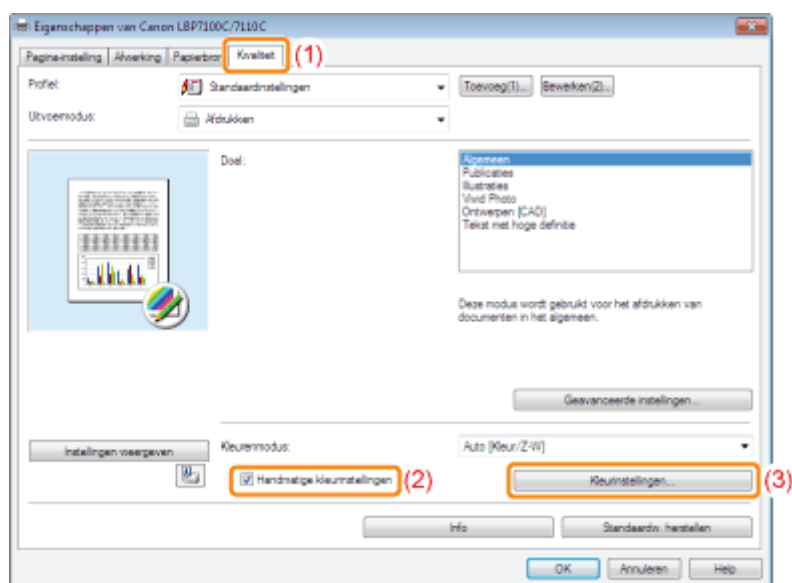 Eigenschappen van Canon LBP7100C/7110C
Pagina-instelling Afwerking Papierbron Kwaliteit (1)
Profiel: Standaardinstellingen Toevoeg(1)... Bewerken(2)...
Uitvoermodus: Afdrukken
Doel: Algemeen
Publicaties
Illustraties
Vivid Photo
Ontwerpen [CAD]
Tekst met hoge definitie
Deze modus wordt gebruikt voor het afdrukken van
documenten in het algemeen.
Geavanceerde instellingen...
Instellingen weergeven Kleurenmodus: Auto [Kleur/Z-W]
Handmatige kleurinstellingen (2) Kleurinstellingen... (3)
Info Standaardw. herstellen
OK Annuleren Help